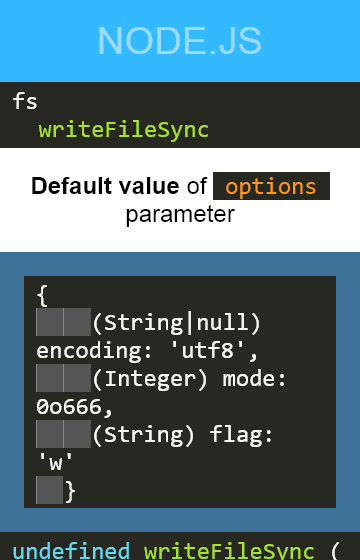 NODE.JS
fs
writeFileSync
Default value of options
parameter
{
(String|null)
encoding: 'utf8',
(Integer) mode:
0o666,
(String) flag:
'w'
}
undefined writeFileSync (